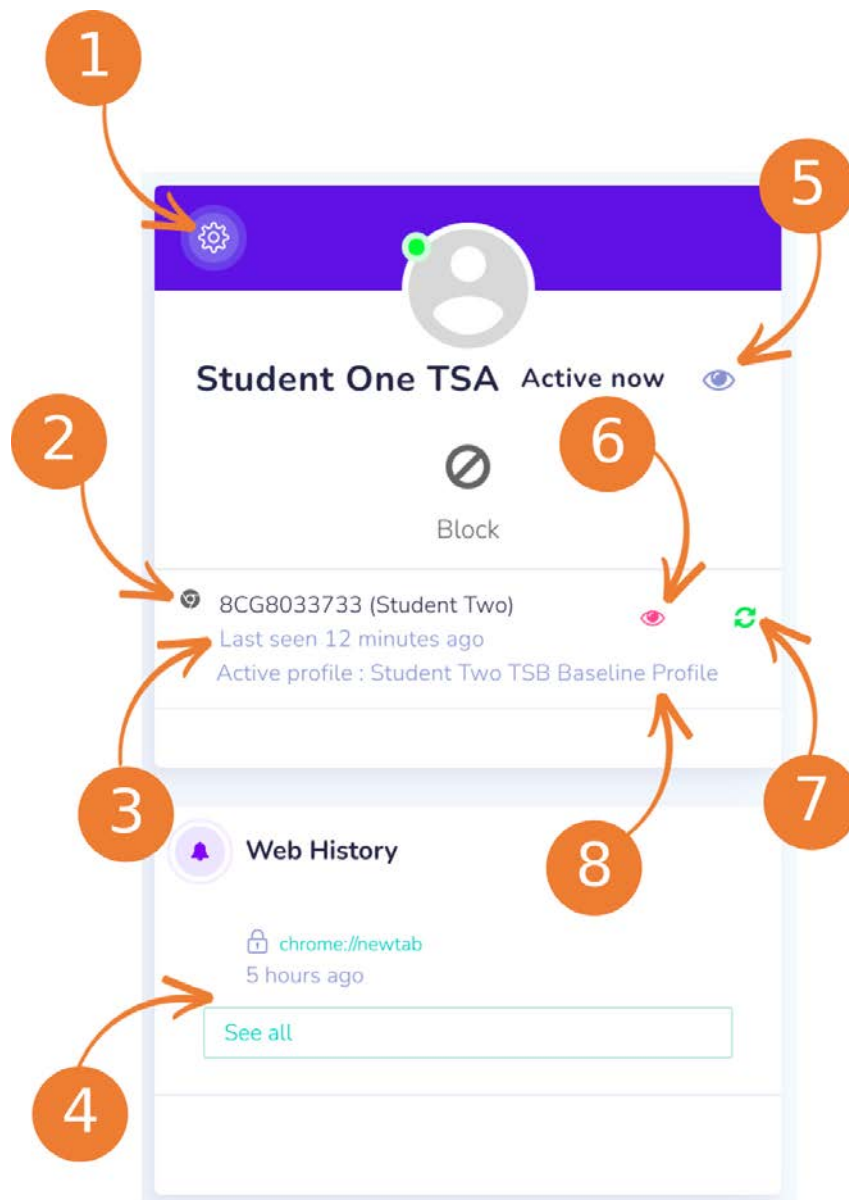 1
5
Student One TSA Active now
2
6
Block
8CG8033733 (Student Two)
Last seen 12 minutes ago
Active profile : Student Two TSB Baseline Profile
3
7
8
Web History
chrome://newtab
5 hours ago
See all
4